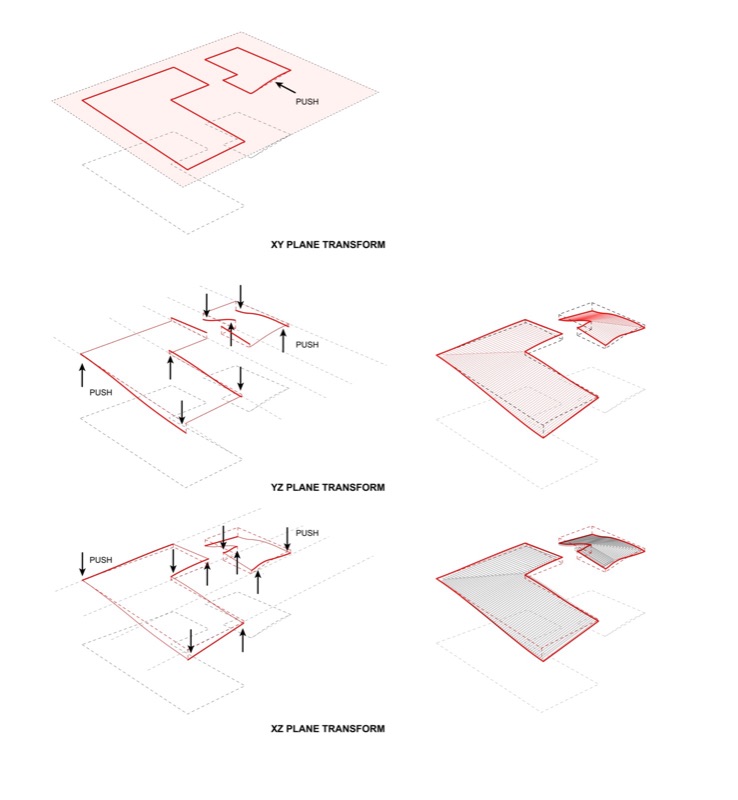 PUSH
XY PLANE TRANSFORM
PUSH
PUSH
YZ PLANE TRANSFORM
PUSH
PUSH
XZ PLANE TRANSFORM